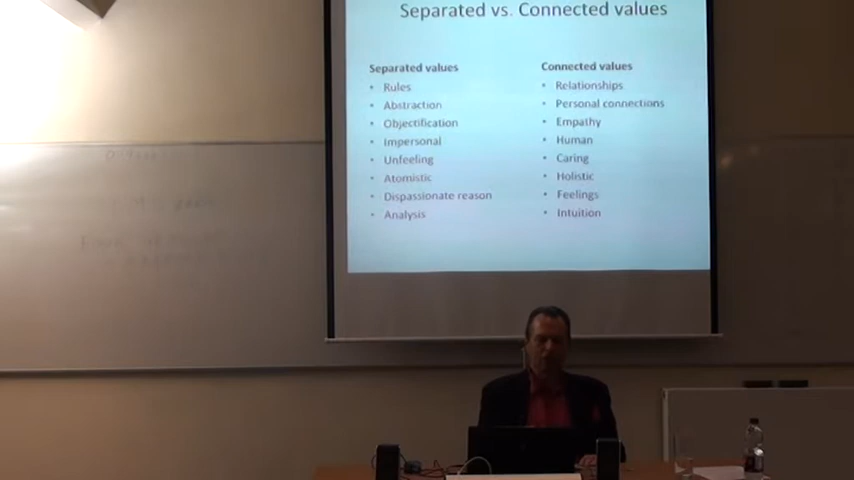 Separated vs. Connected values
Separated values
• Rules
• Abstraction
• Objectification
• Impersonal
• Unfeeling
• Atomistic
• Dispassionate reason
• Analysis
Connected values
• Relationships
• Personal connections
• Empathy
• Human
• Caring
• Holistic
• Feelings
• Intuition